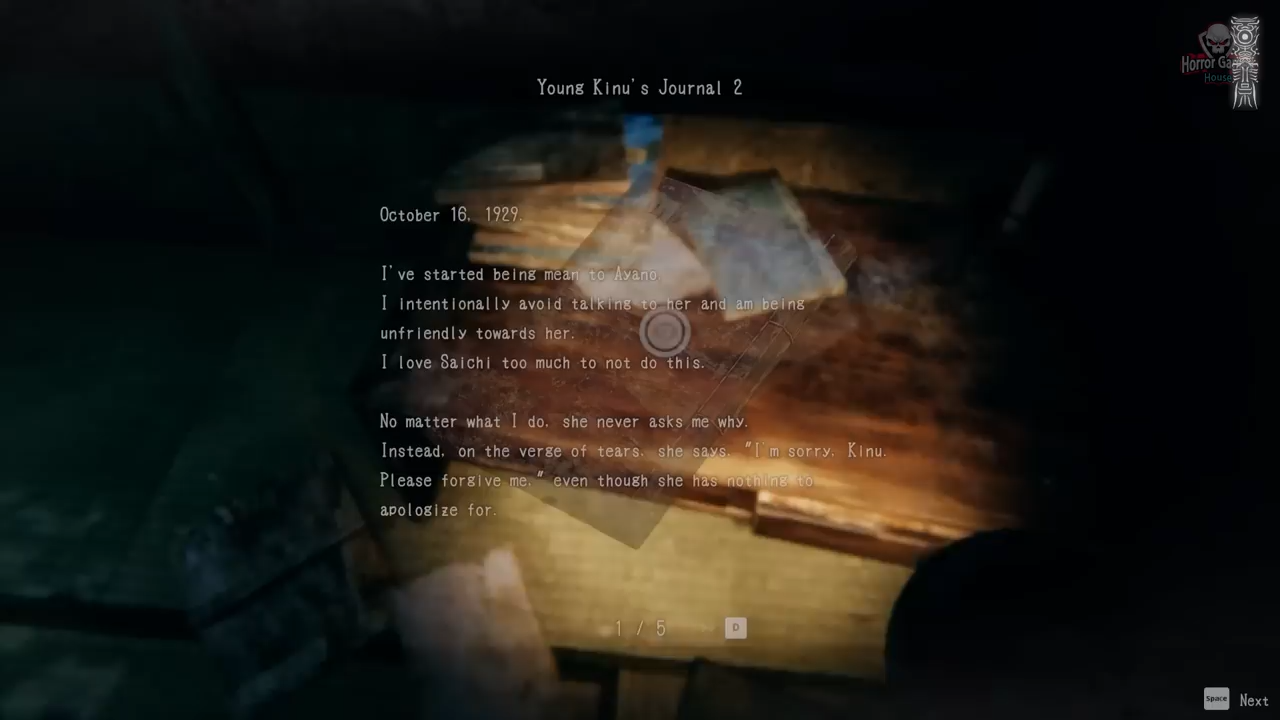 Horror Ga
House
Young Kinu's Journal 2
October 16, 1929.
I've started being mean to Ayano.
I intentionally avoid talking to her and am being
unfriendly towards her.
I love Saichi too much to not do this.
No matter what I do, she never asks me why.
Instead, on the verge of tears, she says, "I'm sorry, Kinu.
Please forgive me," even though she has nothing to
apologize for.
1 / 5
D
Space Next